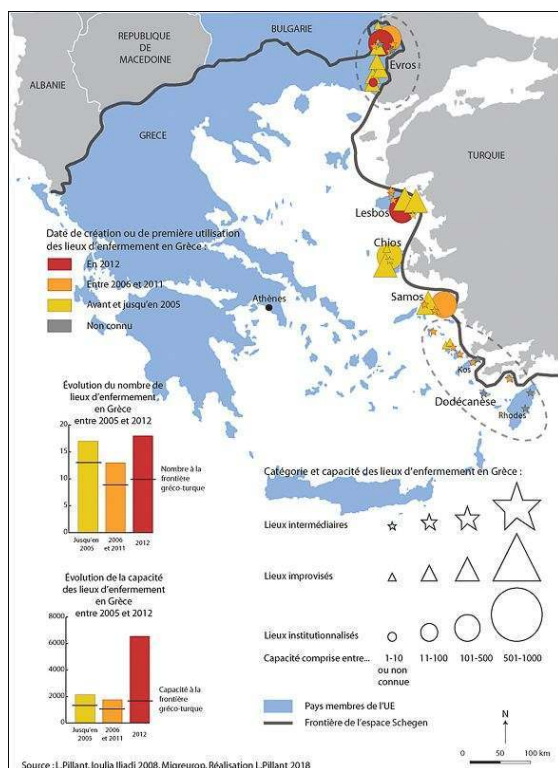 BULGARIE
REPUBLIQUE
DE
MACEDOINE
ALBANIE
Evros
GRECE
TURQUIE
Lesbos
Chios
Athènes
Samos
Kos
Dodécanèse
Rhodes
Date de création ou de première utilisation
des lieux d'enfermement en Grèce :
En 2012
Entre 2006 et 2011
Avant et jusqu'en 2005
Non connu
Évolution du nombre de
lieux d'enfermement
en Grèce
entre 2005 et 2012
20
15
10
5
0
Nombre à la
frontière
gréco-turque
Jusqu'en
2005
2006
et 2011
2012
Évolution de la capacité
des lieux d'enfermement
en Grèce
entre 2005 et 2012
8000
6000
4000
2000
0
Capacité à la
frontière
gréco-turque
Jusqu'en
2005
2006
et 2011
2012
Catégorie et capacité des lieux d'enfermement en Grèce :
Lieux intermédiaires
Lieux improvisés
Lieux institutionnalisés
Capacité comprise entre...
1-10
ou non
connue
11-100
101-500
501-1000
Pays membres de l'UE
Frontière de l'espace Schegen
N
0
50
100 km
Source : L.Pillant, Ioulia Iliadi 2008, Migreurop, Réalisation L.Pillant 2018